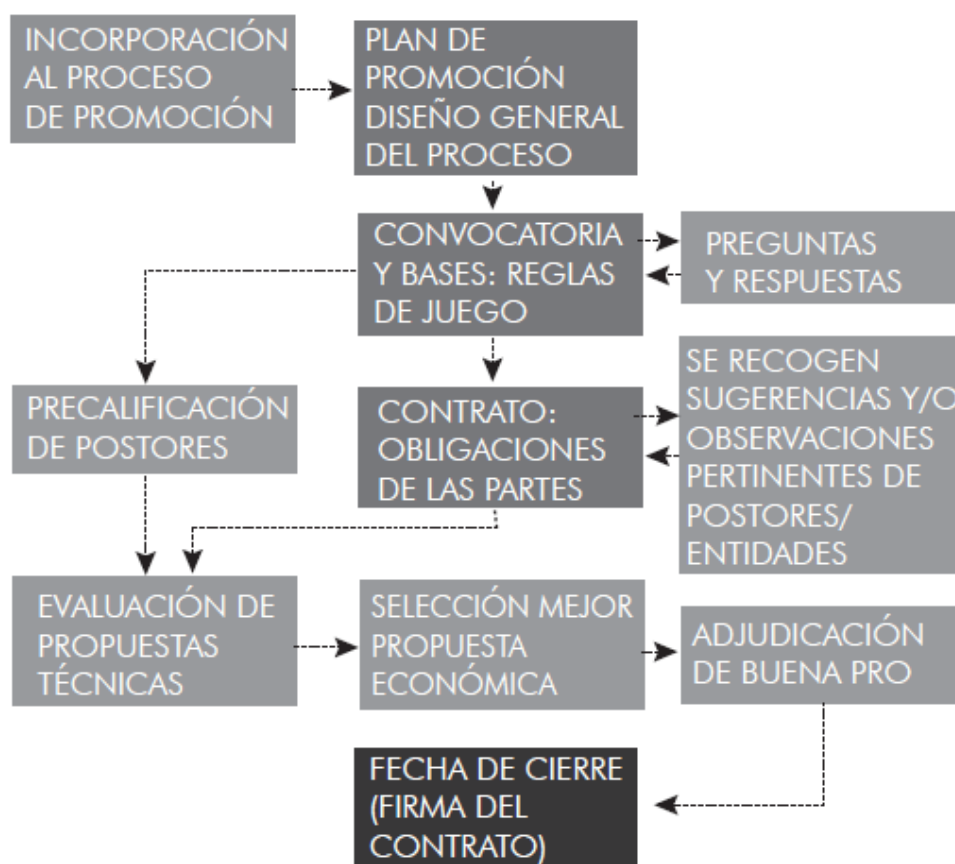 INCORPORACIÓN
AL PROCESO
DE PROMOCIÓN
PLAN DE
PROMOCIÓN
DISEÑO GENERAL
DEL PROCESO
CONVOCATORIA
Y BASES: REGLAS
DE JUEGO
PREGUNTAS
Y RESPUESTAS
PRECALIFICACIÓN
DE POSTORES
CONTRATO:
OBLIGACIONES
DE LAS PARTES
SE RECOGEN
SUGERENCIAS Y/O
OBSERVACIONES
PERTINENTES DE
POSTORES/
ENTIDADES
EVALUACIÓN DE
PROPUESTAS
TÉCNICAS
SELECCIÓN MEJOR
PROPUESTA
ECONÓMICA
ADJUDICACIÓN
DE BUENA PRO
FECHA DE CIERRE
(FIRMA DEL
CONTRATO)